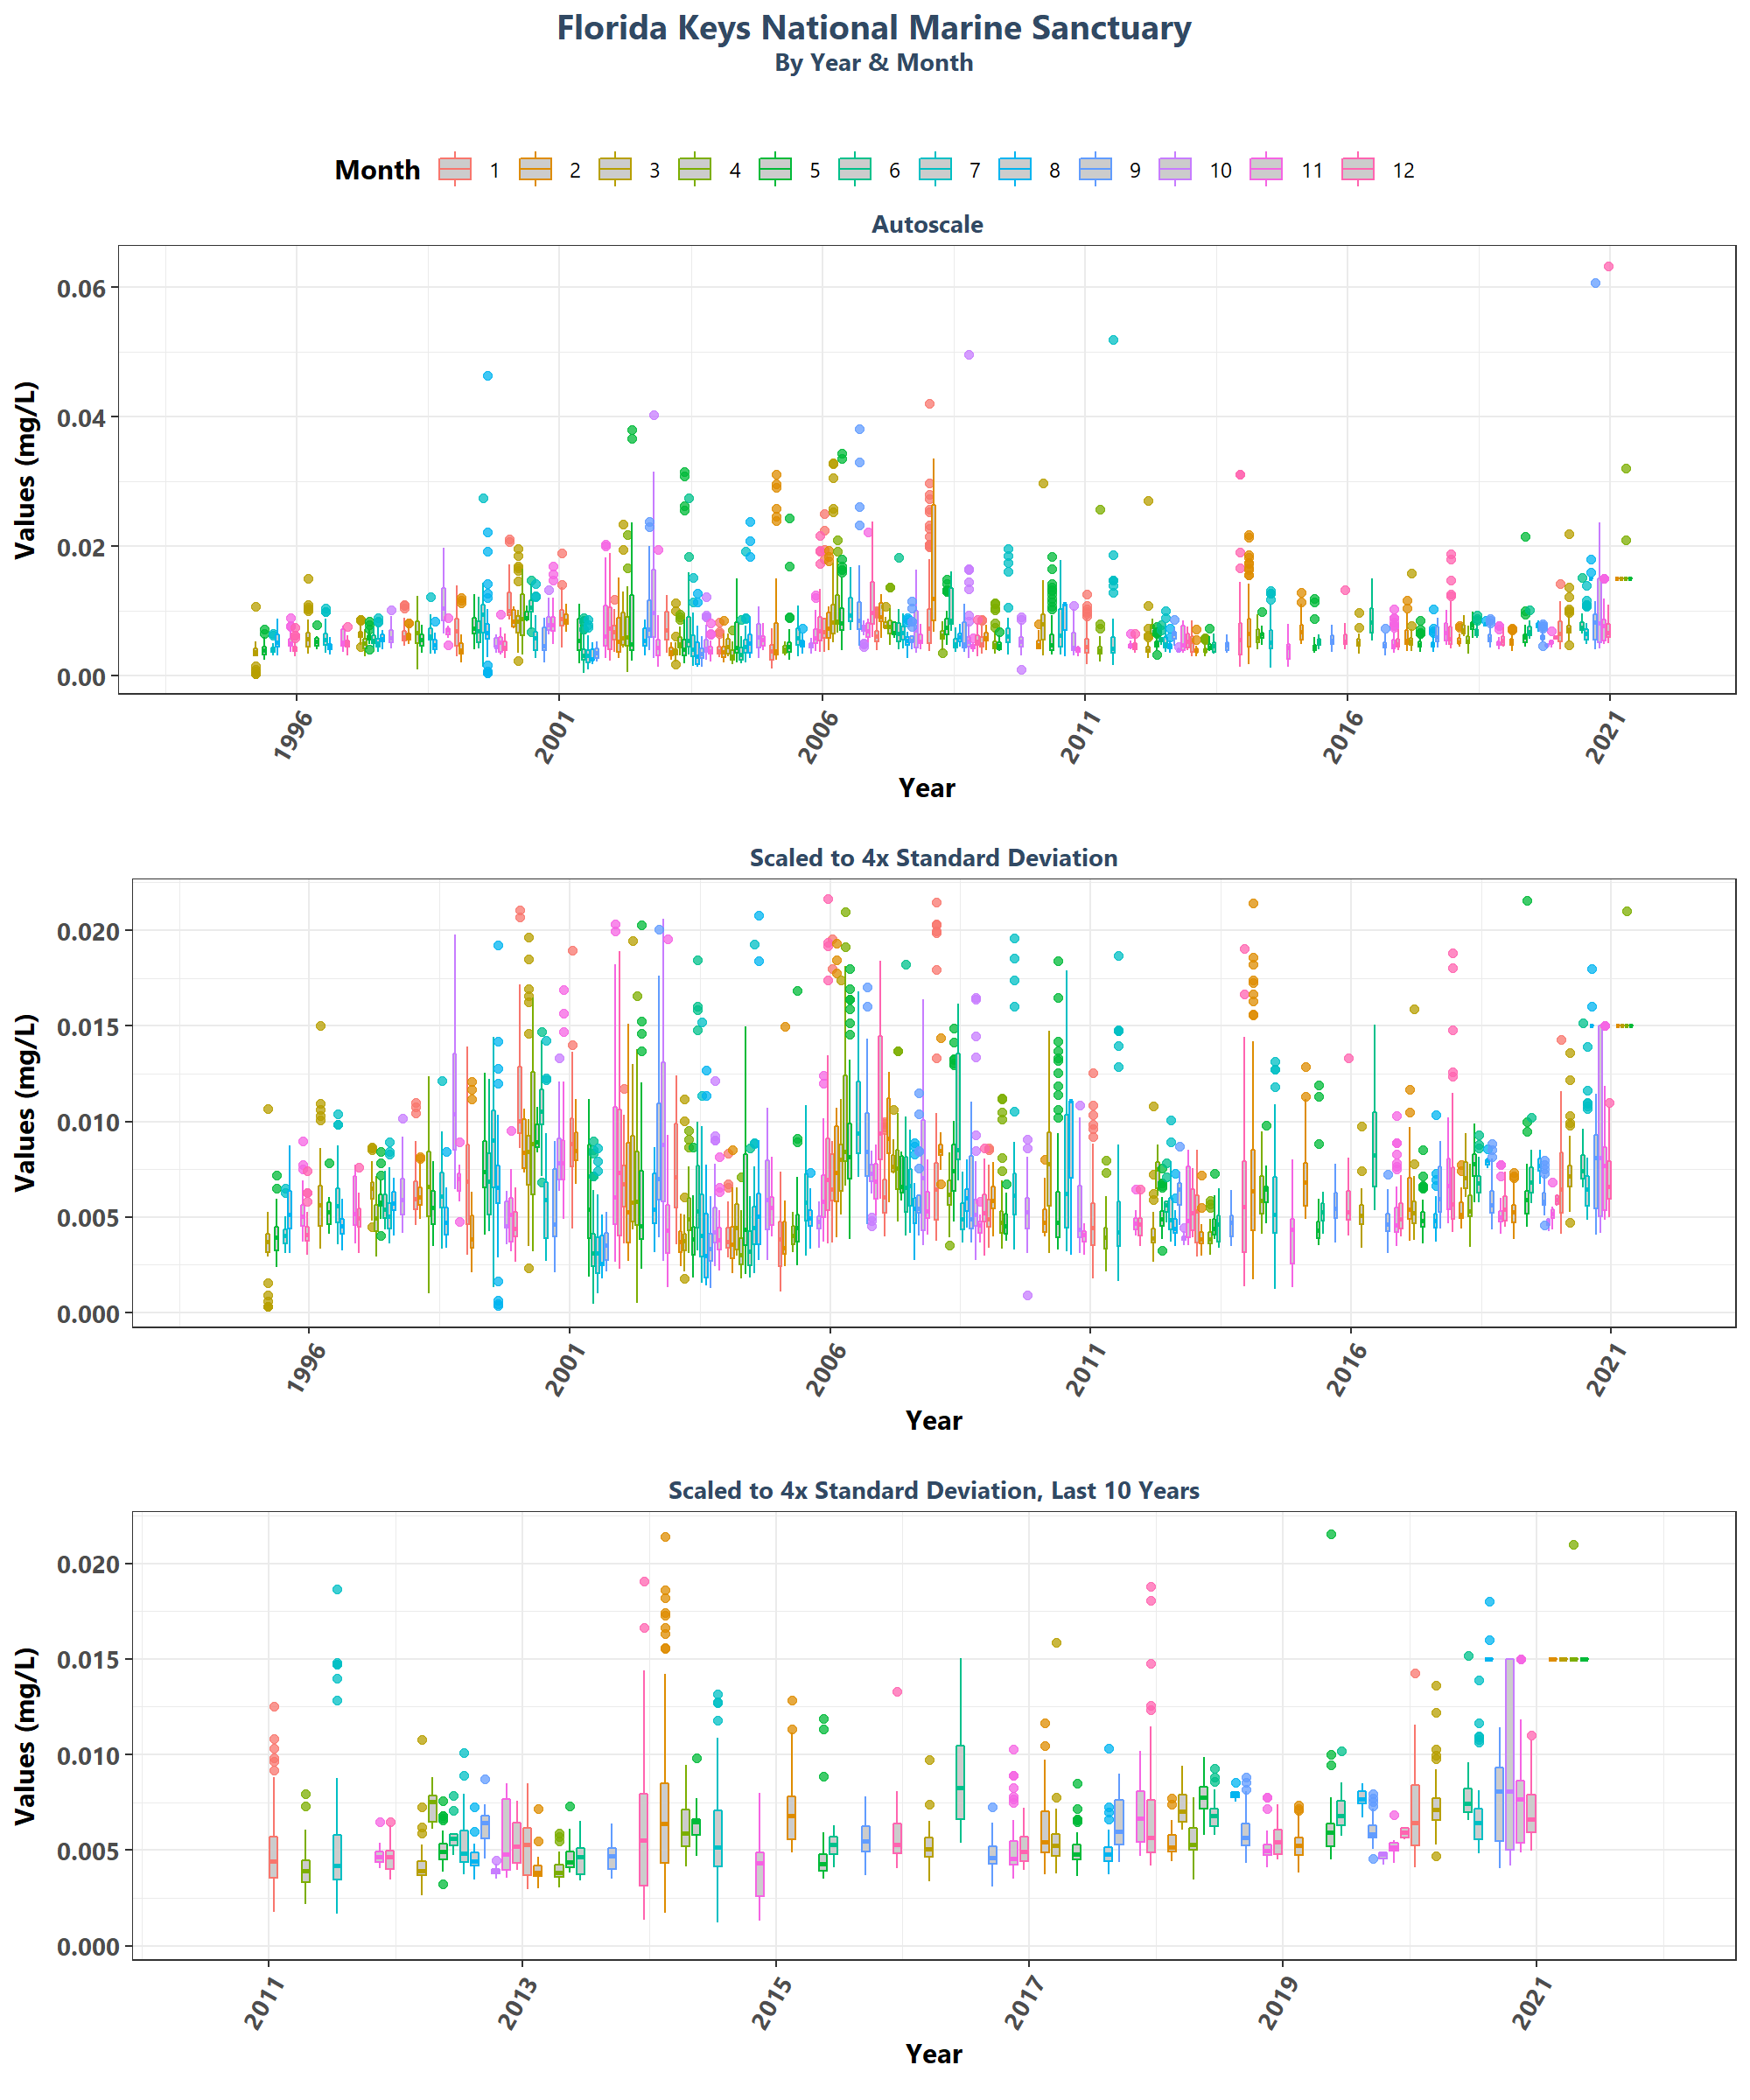 Florida Keys National Marine Sanctuary
By Year & Month
Month 1 2 3 4 5 6 7 8 9 10 11 12
Autoscale
Values (mg/L)
0.06
0.04
0.02
0.00
1996 2001 2006 2011 2016 2021
Year
Scaled to 4x Standard Deviation
Values (mg/L)
0.020
0.015
0.010
0.005
0.000
1996 2001 2006 2011 2016 2021
Year
Scaled to 4x Standard Deviation, Last 10 Years
Values (mg/L)
0.020
0.015
0.010
0.005
0.000
2011 2013 2015 2017 2019 2021
Year